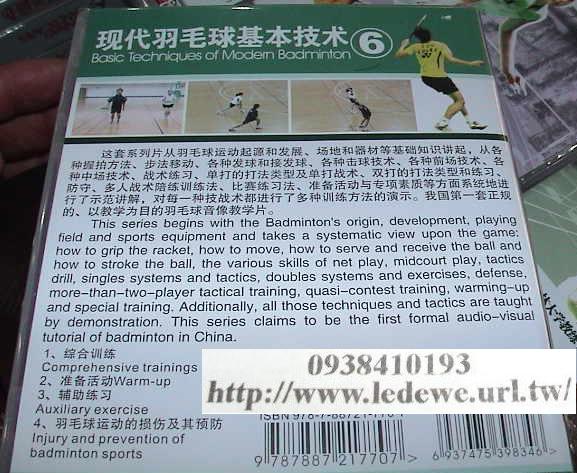 现代羽毛球基本技术⑥
Basic Techniques of Modern Badminton
这套系列片从羽毛球运动起源和发展、场地和器材等基础知识讲起，从各
种握拍方法、步法移动、各种发球和接发球、各种击球技术、各种前场技术、各
种中场技术、战术练习、单打的打法类型及单打战术、双打的打法类型和练习、
防守、多人战术陪练训练法、比赛练习法、准备活动与专项素质等方面系统地进
行了示范讲解，对每一种技战术都进行了多种训练方法的演示。我国第一套正规
的、以教学为目的羽毛球音像教学片。
This series begins with the Badminton's origin, development, playing
field and sports equipment and takes a systematic view upon the game:
how to grip the racket, how to move, how to serve and receive the ball and
how to stroke the ball, the various skills of net play, midcourt play, tactics
drill, singles systems and tactics, doubles systems and exercises, defense,
more-than-two-player tactical training, quasi-contest training, warming-up
and special training. Additionally, all those techniques and tactics are taught
by demonstration. This series claims to be the first formal audio-visual
tutorial of badminton in China.
1、综合训练
Comprehensive trainings
2、准备活动Warm-up
3、辅助练习
Auxiliary exercise
4、羽毛球运动的损伤及其预防
Injury and prevention of
badminton sports
0938410193
http://www.ledewe.url.tw/
9 787887 217707
6 937475 398346